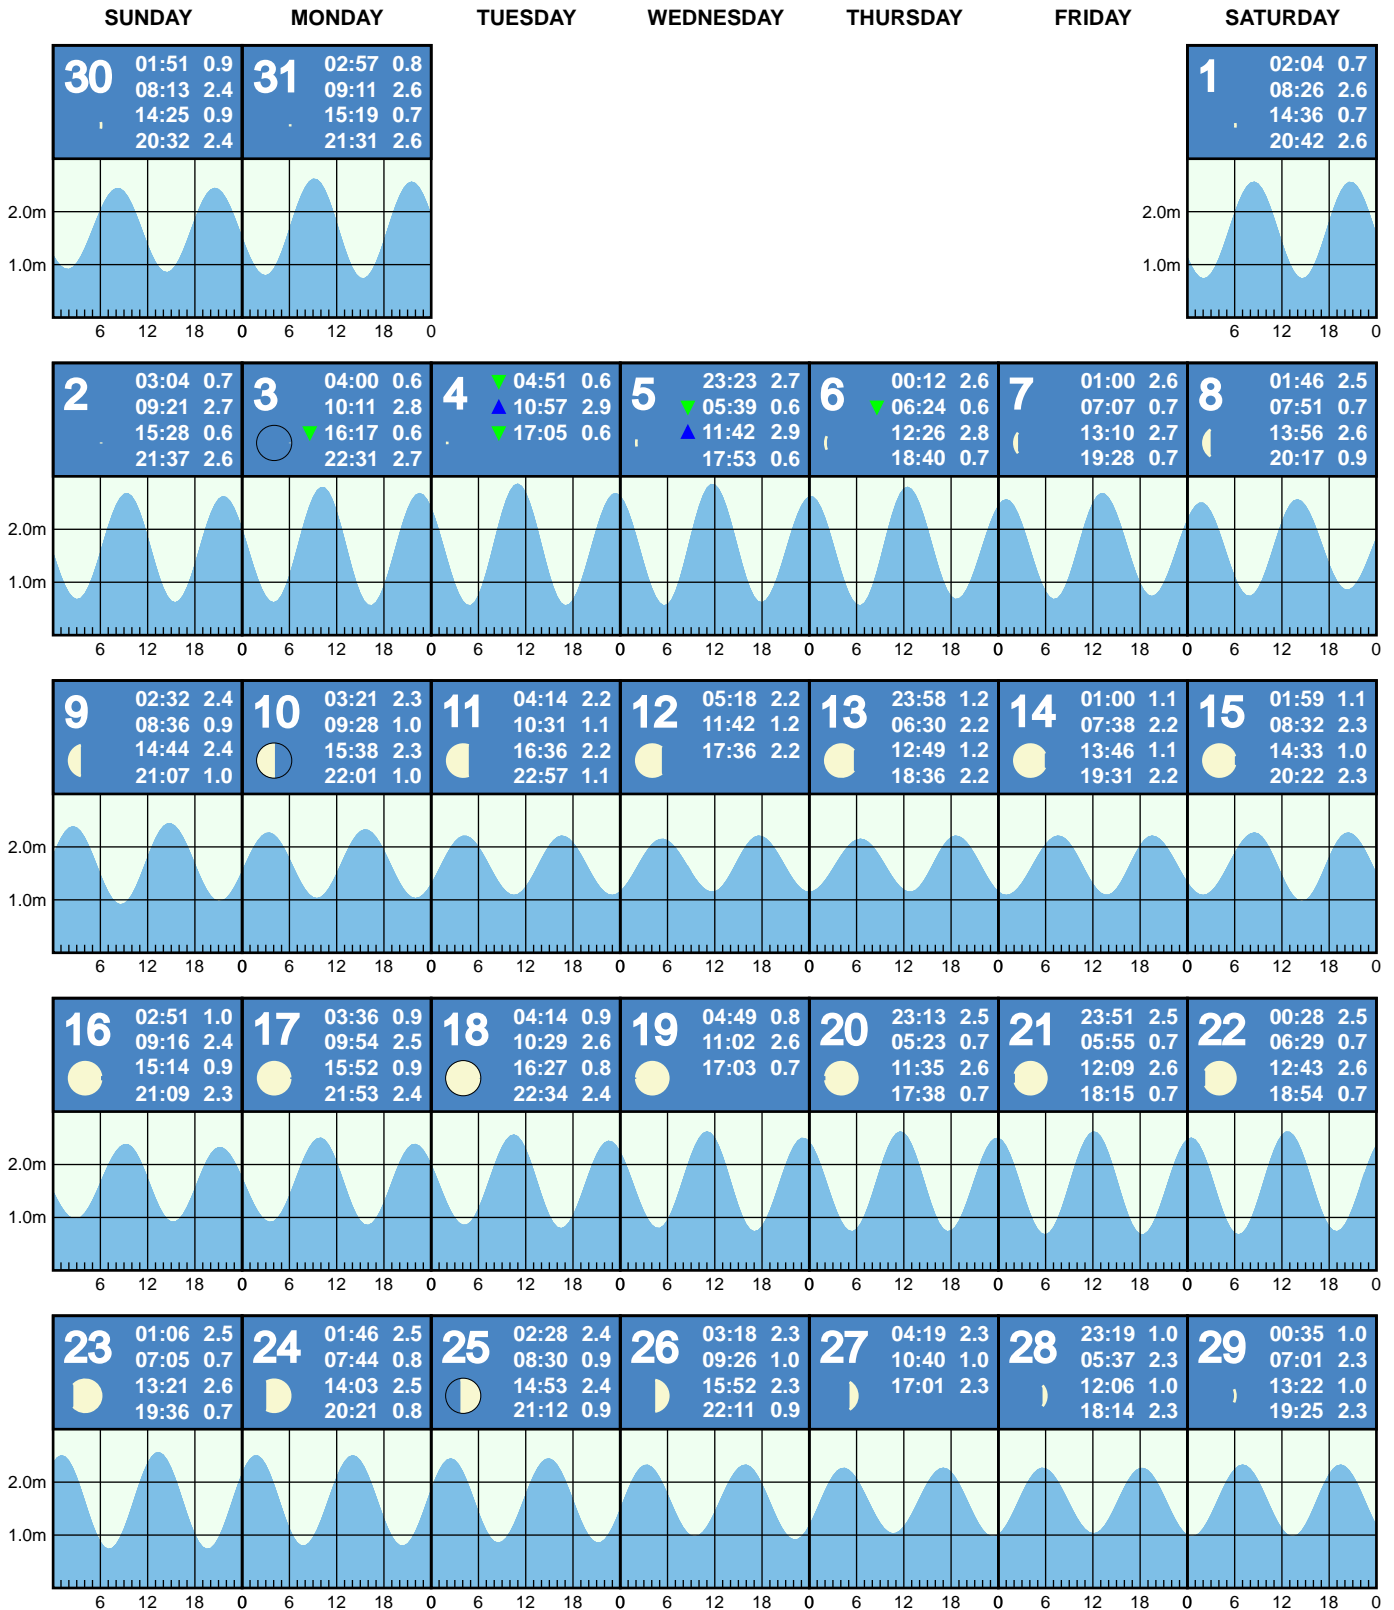 SUNDAY MONDAY TUESDAY WEDNESDAY THURSDAY FRIDAY SATURDAY
30 01:51 0.9
08:13 2.4
14:25 0.9
20:32 2.4
31 02:57 0.8
09:11 2.6
15:19 0.7
21:31 2.6
1 02:04 0.7
08:26 2.6
14:36 0.7
20:42 2.6
2.0m 2.0m
1.0m 1.0m
6 12 18 0 6 12 18 0 6 12 18 0
2 03:04 0.7
09:21 2.7
15:28 0.6
21:37 2.6
3 04:00 0.6
10:11 2.8
16:17 0.6
22:31 2.7
4 04:51 0.6
10:57 2.9
17:05 0.6
5 23:23 2.7
05:39 0.6
11:42 2.9
17:53 0.6
6 00:12 2.6
06:24 0.6
12:26 2.8
18:40 0.7
7 01:00 2.6
07:07 0.7
13:10 2.7
19:28 0.7
8 01:46 2.5
07:51 0.7
13:56 2.6
20:17 0.9
2.0m
1.0m
6 12 18 0 6 12 18 0 6 12 18 0 6 12 18 0 6 12 18 0 6 12 18 0 6 12 18 0
9 02:32 2.4
08:36 0.9
14:44 2.4
21:07 1.0
10 03:21 2.3
09:28 1.0
15:38 2.3
22:01 1.0
11 04:14 2.2
10:31 1.1
16:36 2.2
22:57 1.1
12 05:18 2.2
11:42 1.2
17:36 2.2
13 23:58 1.2
06:30 2.2
12:49 1.2
18:36 2.2
14 01:00 1.1
07:38 2.2
13:46 1.1
19:31 2.2
15 01:59 1.1
08:32 2.3
14:33 1.0
20:22 2.3
2.0m
1.0m
6 12 18 0 6 12 18 0 6 12 18 0 6 12 18 0 6 12 18 0 6 12 18 0 6 12 18 0
16 02:51 1.0
09:16 2.4
15:14 0.9
21:09 2.3
17 03:36 0.9
09:54 2.5
15:52 0.9
21:53 2.4
18 04:14 0.9
10:29 2.6
16:27 0.8
22:34 2.4
19 04:49 0.8
11:02 2.6
17:03 0.7
20 23:13 2.5
05:23 0.7
11:35 2.6
17:38 0.7
21 23:51 2.5
05:55 0.7
12:09 2.6
18:15 0.7
22 00:28 2.5
06:29 0.7
12:43 2.6
18:54 0.7
2.0m
1.0m
6 12 18 0 6 12 18 0 6 12 18 0 6 12 18 0 6 12 18 0 6 12 18 0 6 12 18 0
23 01:06 2.5
07:05 0.7
13:21 2.6
19:36 0.7
24 01:46 2.5
07:44 0.8
14:03 2.5
20:21 0.8
25 02:28 2.4
08:30 0.9
14:53 2.4
21:12 0.9
26 03:18 2.3
09:26 1.0
15:52 2.3
22:11 0.9
27 04:19 2.3
10:40 1.0
17:01 2.3
28 23:19 1.0
05:37 2.3
12:06 1.0
18:14 2.3
29 00:35 1.0
07:01 2.3
13:22 1.0
19:25 2.3
2.0m
1.0m
6 12 18 0 6 12 18 0 6 12 18 0 6 12 18 0 6 12 18 0 6 12 18 0 6 12 18 0